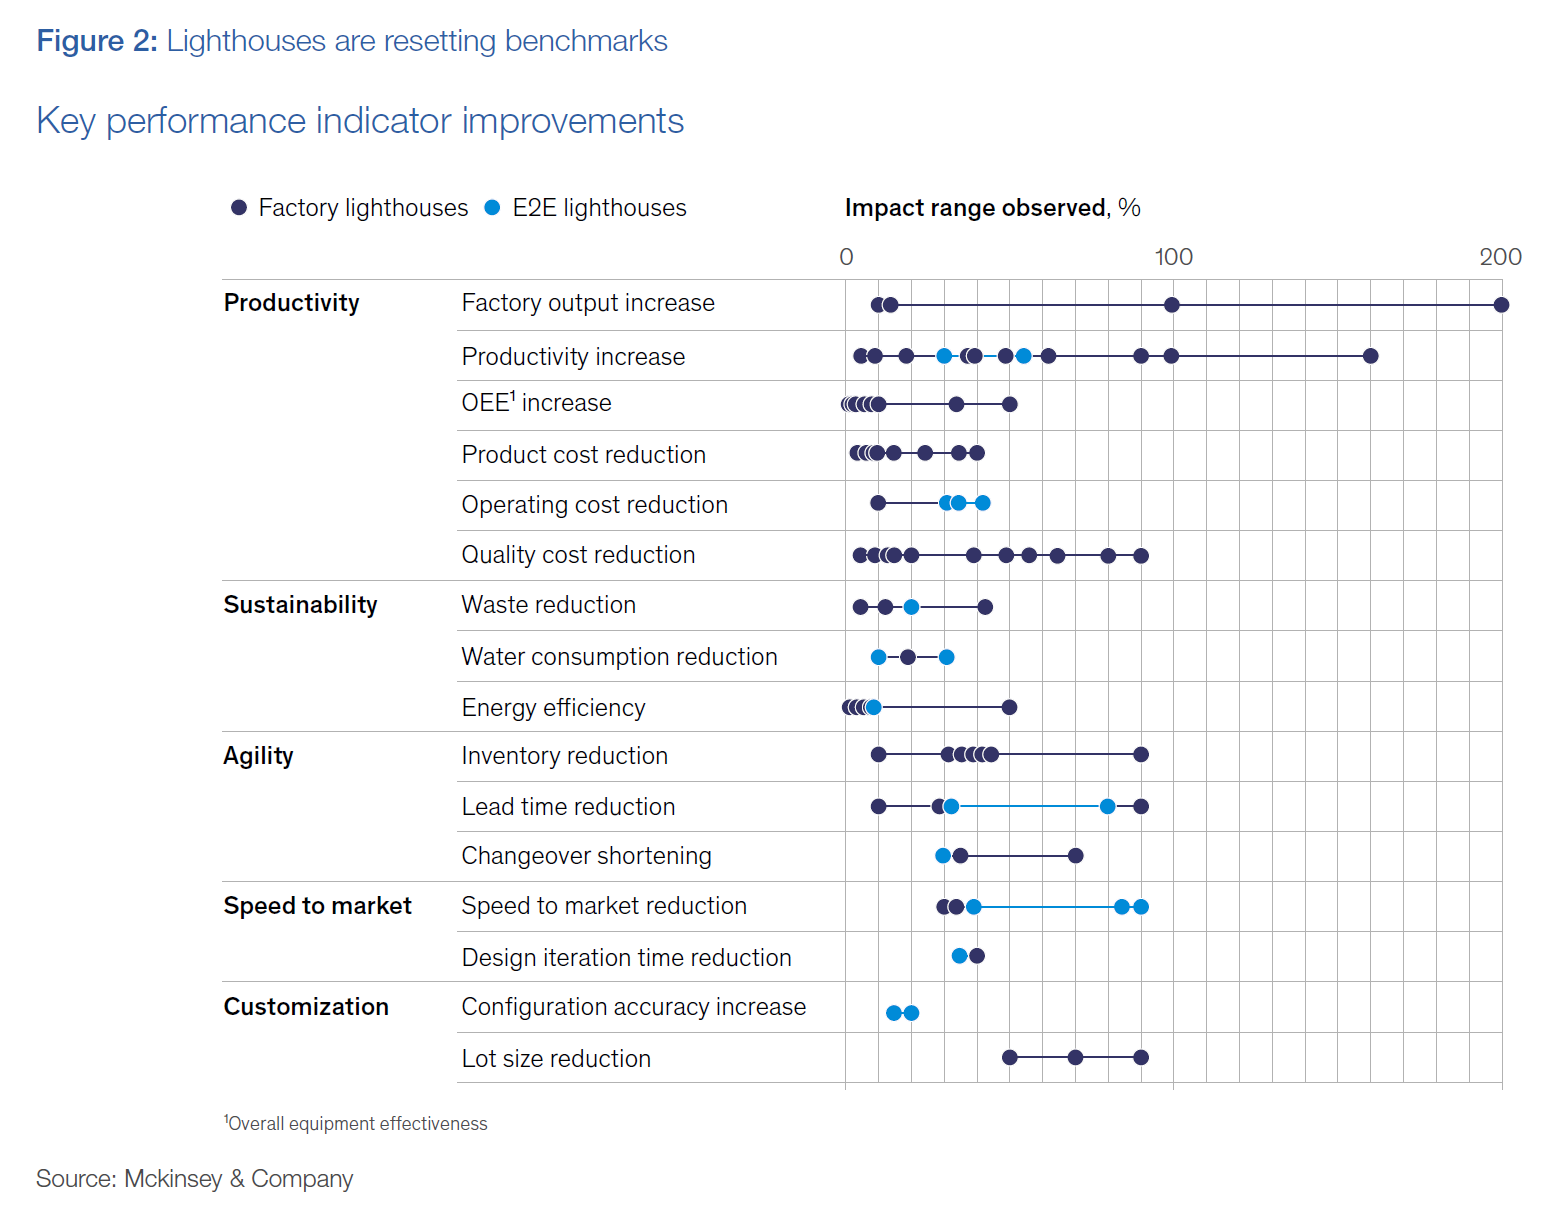 Figure 2: Lighthouses are resetting benchmarks
Key performance indicator improvements
Factory lighthouses E2E lighthouses Impact range observed, %
0 100 200
Productivity Factory output increase
Productivity increase
OEE¹ increase
Product cost reduction
Operating cost reduction
Quality cost reduction
Sustainability Waste reduction
Water consumption reduction
Energy efficiency
Agility Inventory reduction
Lead time reduction
Changeover shortening
Speed to market Speed to market reduction
Design iteration time reduction
Customization Configuration accuracy increase
Lot size reduction
¹Overall equipment effectiveness
Source: Mckinsey & Company